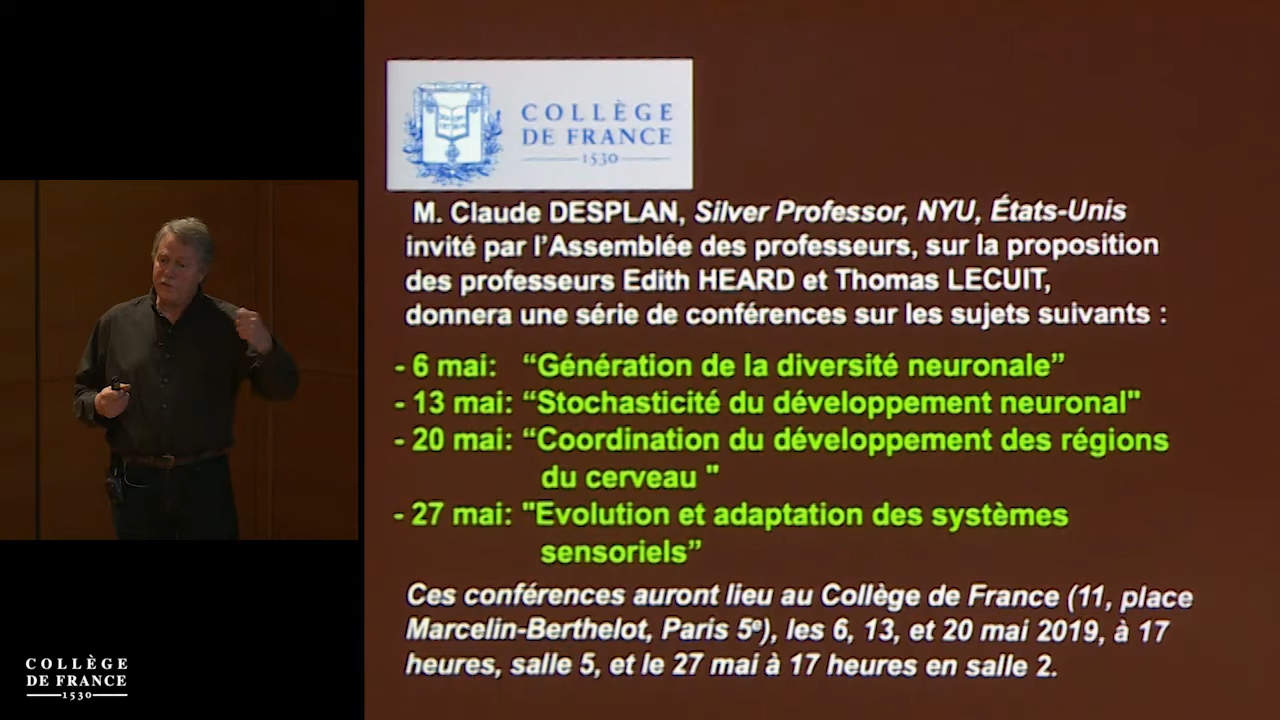 COLLÈGE
DE FRANCE
1530
M. Claude DESPLAN, Silver Professor, NYU, États-Unis
invité par l’Assemblée des professeurs, sur la proposition
des professeurs Edith HEARD et Thomas LECUIT,
donnera une série de conférences sur les sujets suivants :
- 6 mai: “Génération de la diversité neuronale”
- 13 mai: “Stochasticité du développement neuronal"
- 20 mai: “Coordination du développement des régions
du cerveau "
- 27 mai: "Evolution et adaptation des systèmes
sensoriels”
Ces conférences auront lieu au Collège de France (11, place
Marcelin-Berthelot, Paris 5e), les 6, 13, et 20 mai 2019, à 17
heures, salle 5, et le 27 mai à 17 heures en salle 2.
COLLÈGE
DE FRANCE
1530